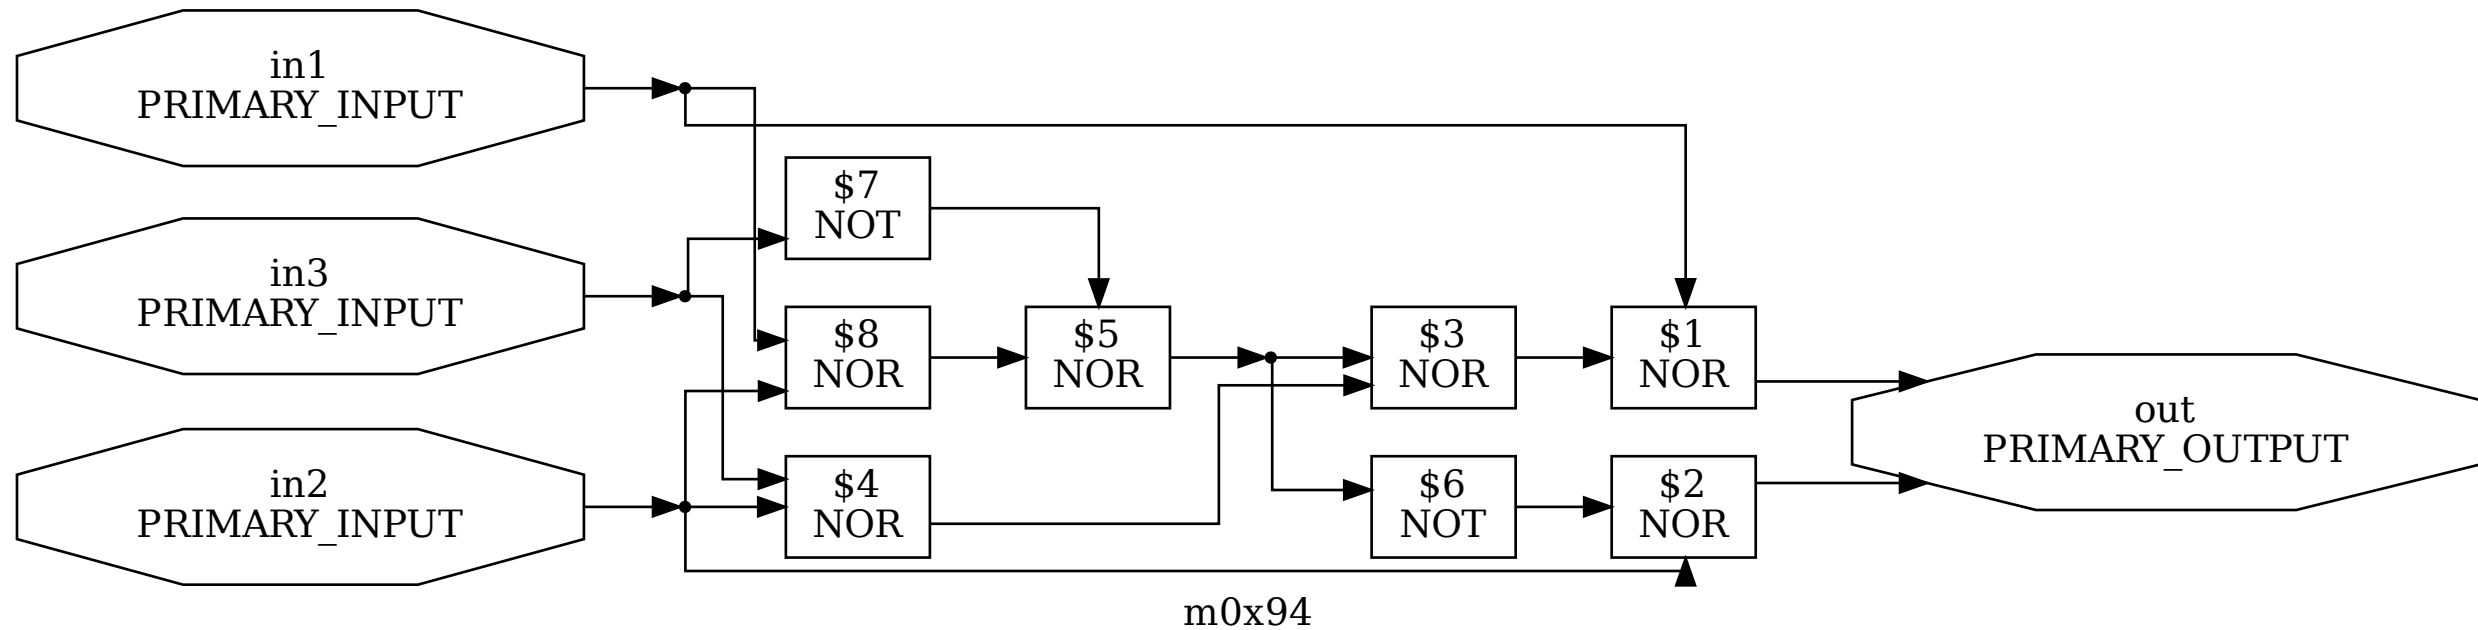 in1
PRIMARY_INPUT
$7
NOT
in3
PRIMARY_INPUT
$8
NOR
$5
NOR
$3
NOR
$1
NOR
out
PRIMARY_OUTPUT
in2
PRIMARY_INPUT
$4
NOR
$6
NOT
$2
NOR
m0x94